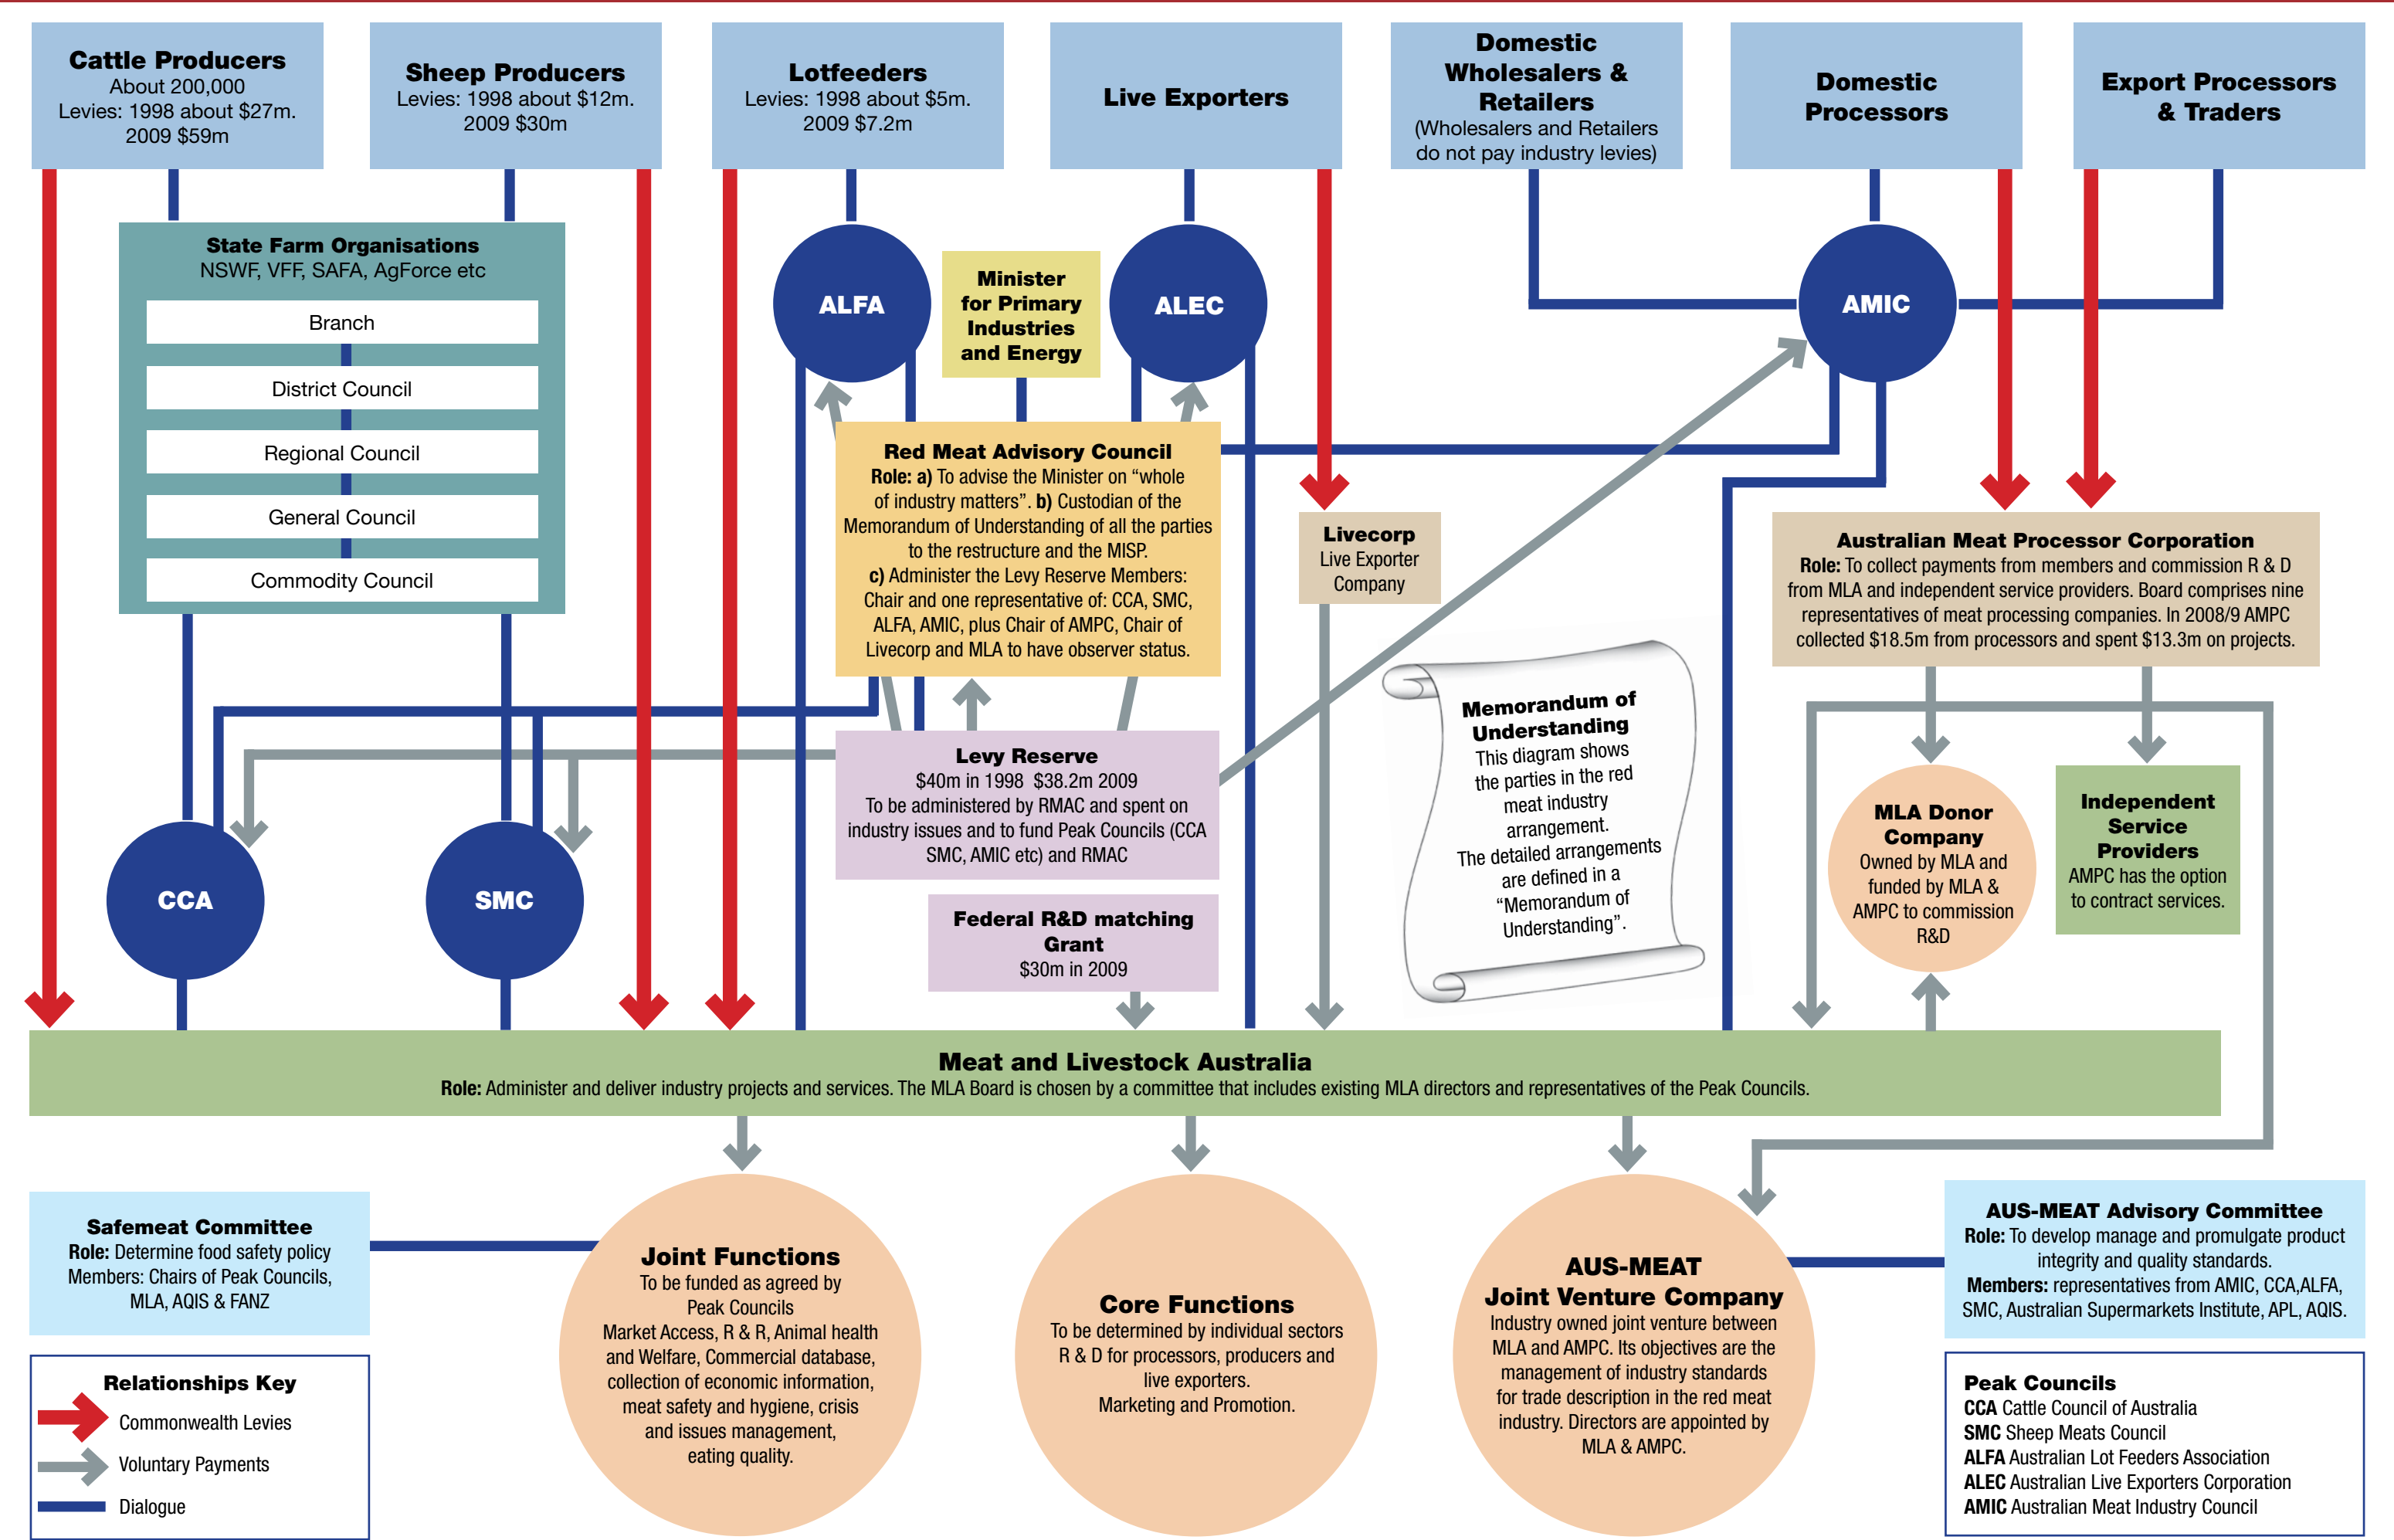 Cattle Producers
About 200,000
Levies: 1998 about $27m.
2009 $59m
Sheep Producers
Levies: 1998 about $12m.
2009 $30m
Lotfeeders
Levies: 1998 about $5m.
2009 $7.2m
Live Exporters
Domestic
Wholesalers &
Retailers
(Wholesalers and Retailers
do not pay industry levies)
Domestic
Processors
Export Processors
& Traders
State Farm Organisations
NSWF, VFF, SAFA, AgForce etc
Branch
District Council
Regional Council
General Council
Commodity Council
ALFA
Minister
for Primary
Industries
and Energy
ALEC
AMIC
Red Meat Advisory Council
Role: a) To advise the Minister on “whole
of industry matters”. b) Custodian of the
Memorandum of Understanding of all the parties
to the restructure and the MISP.
c) Administer the Levy Reserve Members:
Chair and one representative of: CCA, SMC,
ALFA, AMIC, plus Chair of AMPC, Chair of
Livecorp and MLA to have observer status.
Livecorp
Live Exporter
Company
Australian Meat Processor Corporation
Role: To collect payments from members and commission R & D
from MLA and independent service providers. Board comprises nine
representatives of meat processing companies. In 2008/9 AMPC
collected $18.5m from processors and spent $13.3m on projects.
Memorandum of
Understanding
This diagram shows
the parties in the red
meat industry
arrangement.
The detailed arrangements
are defined in a
“Memorandum of
Understanding”.
Levy Reserve
$40m in 1998 $38.2m 2009
To be administered by RMAC and spent on
industry issues and to fund Peak Councils (CCA
SMC, AMIC etc) and RMAC
Federal R&D matching
Grant
$30m in 2009
CCA
SMC
MLA Donor
Company
Owned by MLA and
funded by MLA &
AMPC to commission
R&D
Independent
Service
Providers
AMPC has the option
to contract services.
Meat and Livestock Australia
Role: Administer and deliver industry projects and services. The MLA Board is chosen by a committee that includes existing MLA directors and representatives of the Peak Councils.
Safemeat Committee
Role: Determine food safety policy
Members: Chairs of Peak Councils,
MLA, AQIS & FANZ
Joint Functions
To be funded as agreed by
Peak Councils
Market Access, R & R, Animal health
and Welfare, Commercial database,
collection of economic information,
meat safety and hygiene, crisis
and issues management,
eating quality.
Core Functions
To be determined by individual sectors
R & D for processors, producers and
live exporters.
Marketing and Promotion.
AUS-MEAT
Joint Venture Company
Industry owned joint venture between
MLA and AMPC. Its objectives are the
management of industry standards
for trade description in the red meat
industry. Directors are appointed by
MLA & AMPC.
AUS-MEAT Advisory Committee
Role: To develop manage and promulgate product
integrity and quality standards.
Members: representatives from AMIC, CCA,ALFA,
SMC, Australian Supermarkets Institute, APL, AQIS.
Relationships Key
Commonwealth Levies
Voluntary Payments
Dialogue
Peak Councils
CCA Cattle Council of Australia
SMC Sheep Meats Council
ALFA Australian Lot Feeders Association
ALEC Australian Live Exporters Corporation
AMIC Australian Meat Industry Council